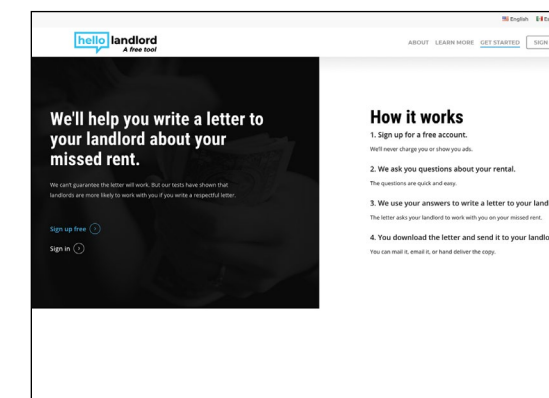 English
hello landlord
A free tool
ABOUT LEARN MORE GET STARTED SIGN
We'll help you write a letter to
your landlord about your
missed rent.
We can't guarantee the letter will work. But our tests have shown that
landlords are more likely to work with you if you write a respectful letter.
Sign up free
Sign in
How it works
1. Sign up for a free account.
We'll never charge you or show you ads.
2. We ask you questions about your rental.
The questions are quick and easy.
3. We use your answers to write a letter to your land
The letter asks your landlord to work with you on your missed rent.
4. You download the letter and send it to your landlo
You can mail it, email it, or hand deliver the copy.